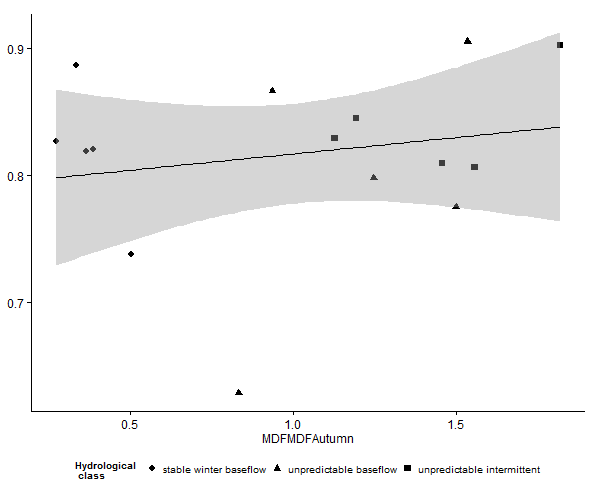 0.9
0.8
0.7
0.5 1.0 1.5
MDFMDFAutumn
Hydrological
class
stable winter baseflow unpredictable baseflow unpredictable intermittent